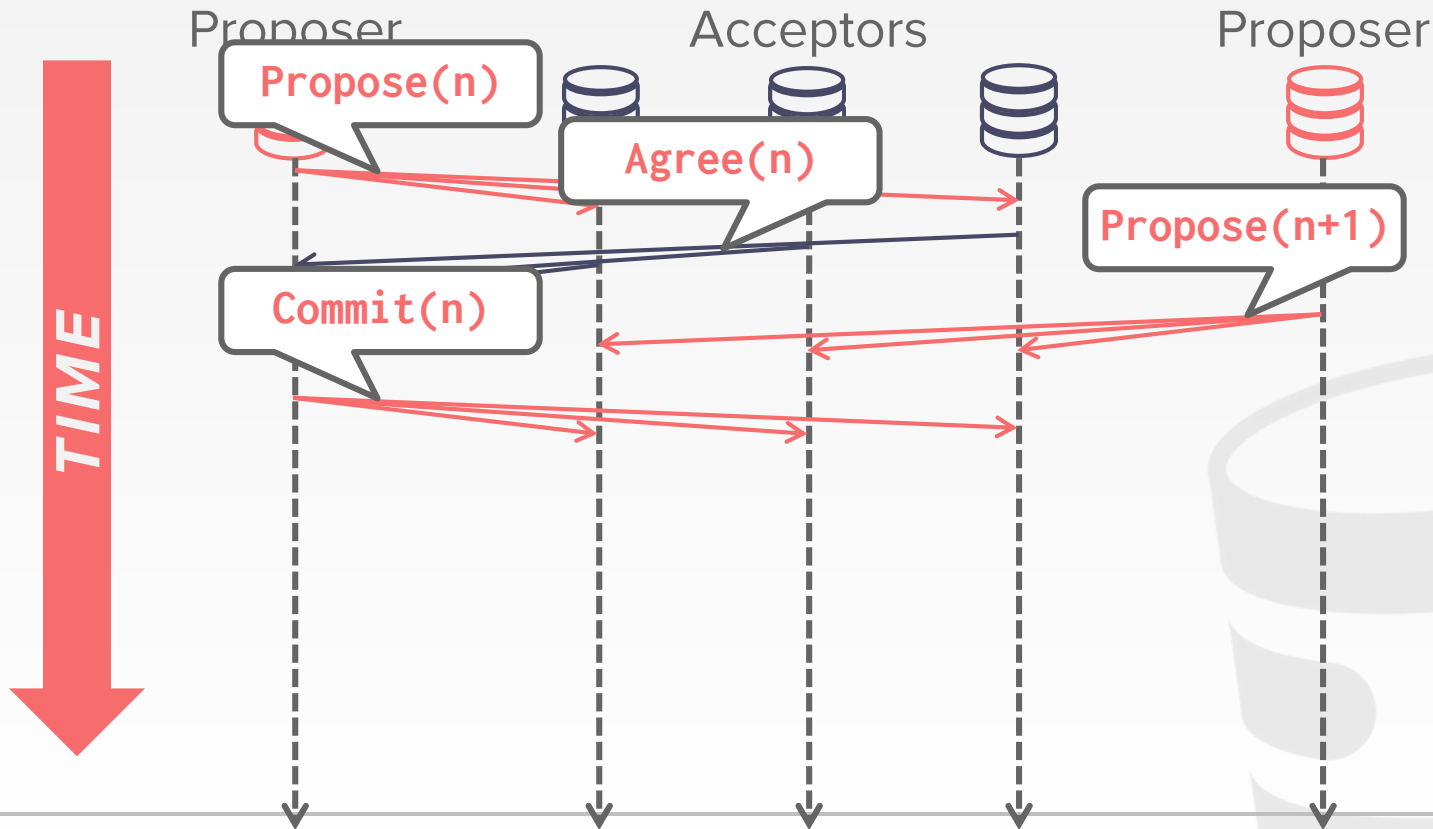 Proposer
Acceptors
Proposer
Propose(n)
Agree(n)
Propose(n+1)
Commit(n)
TIME